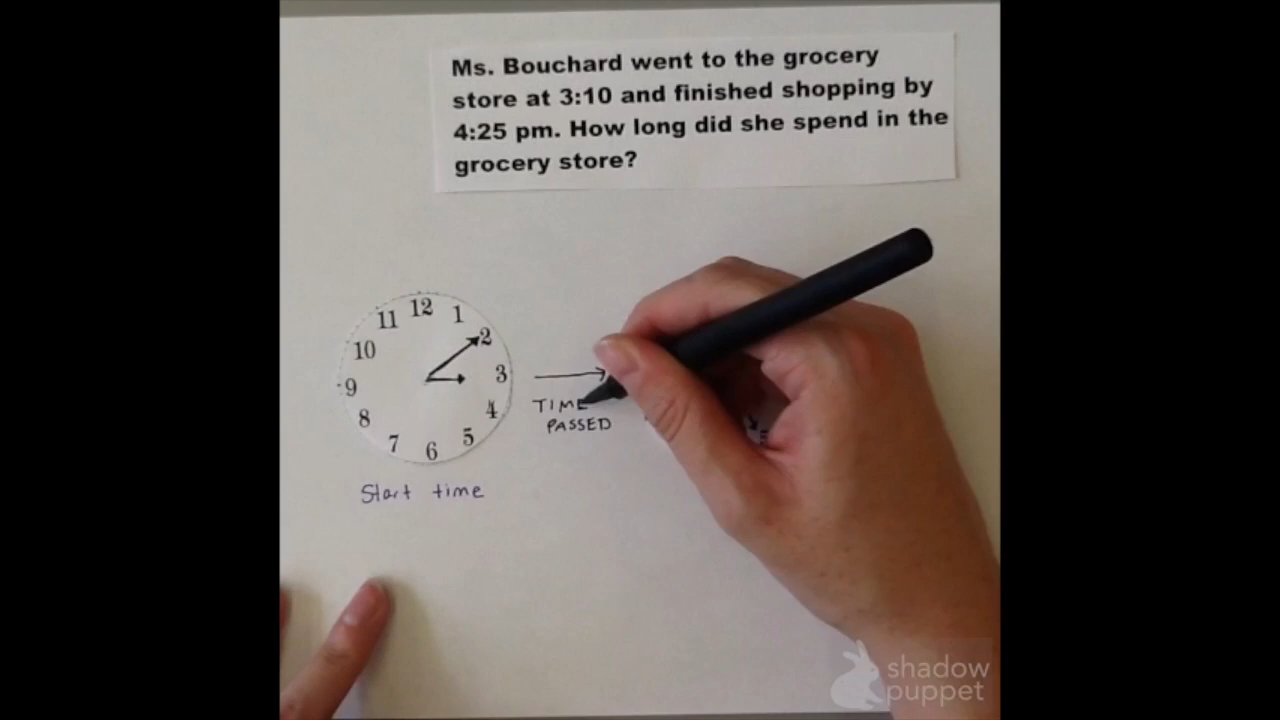 Ms. Bouchard went to the grocery
store at 3:10 and finished shopping by
4:25 pm. How long did she spend in the
grocery store?
12
11
1
10
2
9
3
8
4
7
5
6
TIME
PASSED
Start time
shadow
puppet